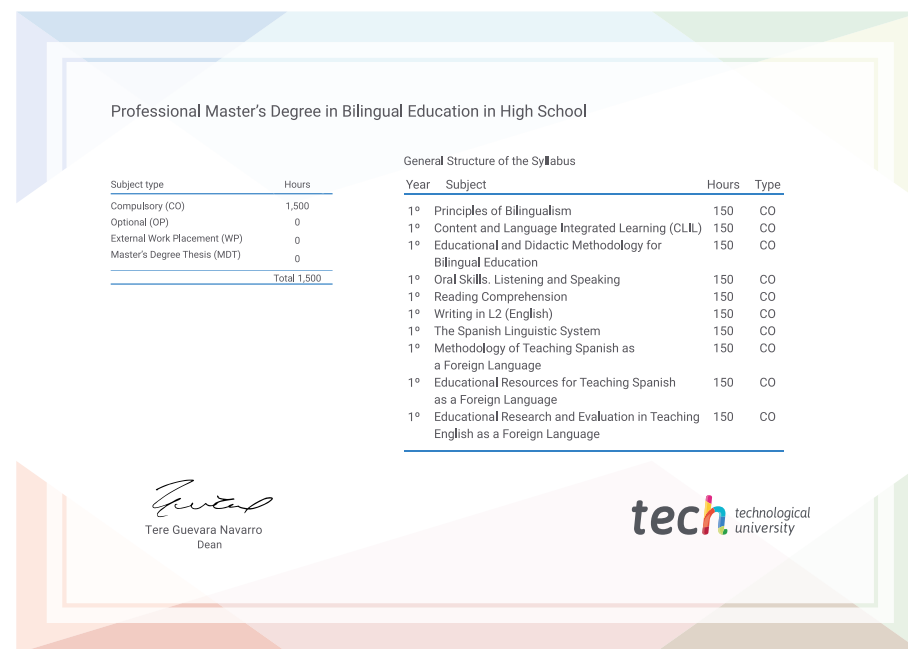 Professional Master's Degree in Bilingual Education in High School
Subject type Hours
Compulsory (CO) 1,500
Optional (OP) 0
External Work Placement (WP) 0
Master's Degree Thesis (MDT) 0
Total 1,500
General Structure of the Syllabus
Year Subject Hours Type
1º Principles of Bilingualism 150 CO
1º Content and Language Integrated Learning (CLIL) 150 CO
1º Educational and Didactic Methodology for 150 CO
Bilingual Education
1º Oral Skills. Listening and Speaking 150 CO
1º Reading Comprehension 150 CO
1º Writing in L2 (English) 150 CO
1º The Spanish Linguistic System 150 CO
1º Methodology of Teaching Spanish as 150 CO
a Foreign Language
1º Educational Resources for Teaching Spanish 150 CO
as a Foreign Language
1º Educational Research and Evaluation in Teaching 150 CO
English as a Foreign Language
Tere Guevara Navarro
Dean
tech technological
university